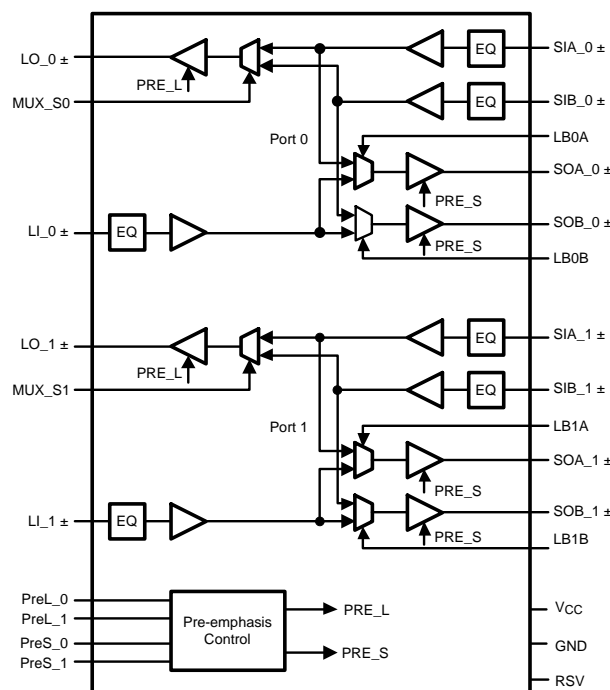 LO_0 ±
EQ
SIA_0 ±
PRE_L
MUX_S0
EQ
SIB_0 ±
Port 0
LB0A
SOA_0 ±
PRE_S
LI_0 ±
EQ
SOB_0 ±
PRE_S
LB0B
LO_1 ±
EQ
SIA_1 ±
PRE_L
MUX_S1
EQ
SIB_1 ±
Port 1
LB1A
SOA_1 ±
PRE_S
LI_1 ±
EQ
SOB_1 ±
PRE_S
LB1B
PreL_0
PreL_1
PreS_0
PreS_1
Pre-emphasis
Control
PRE_L
PRE_S
VCC
GND
RSV